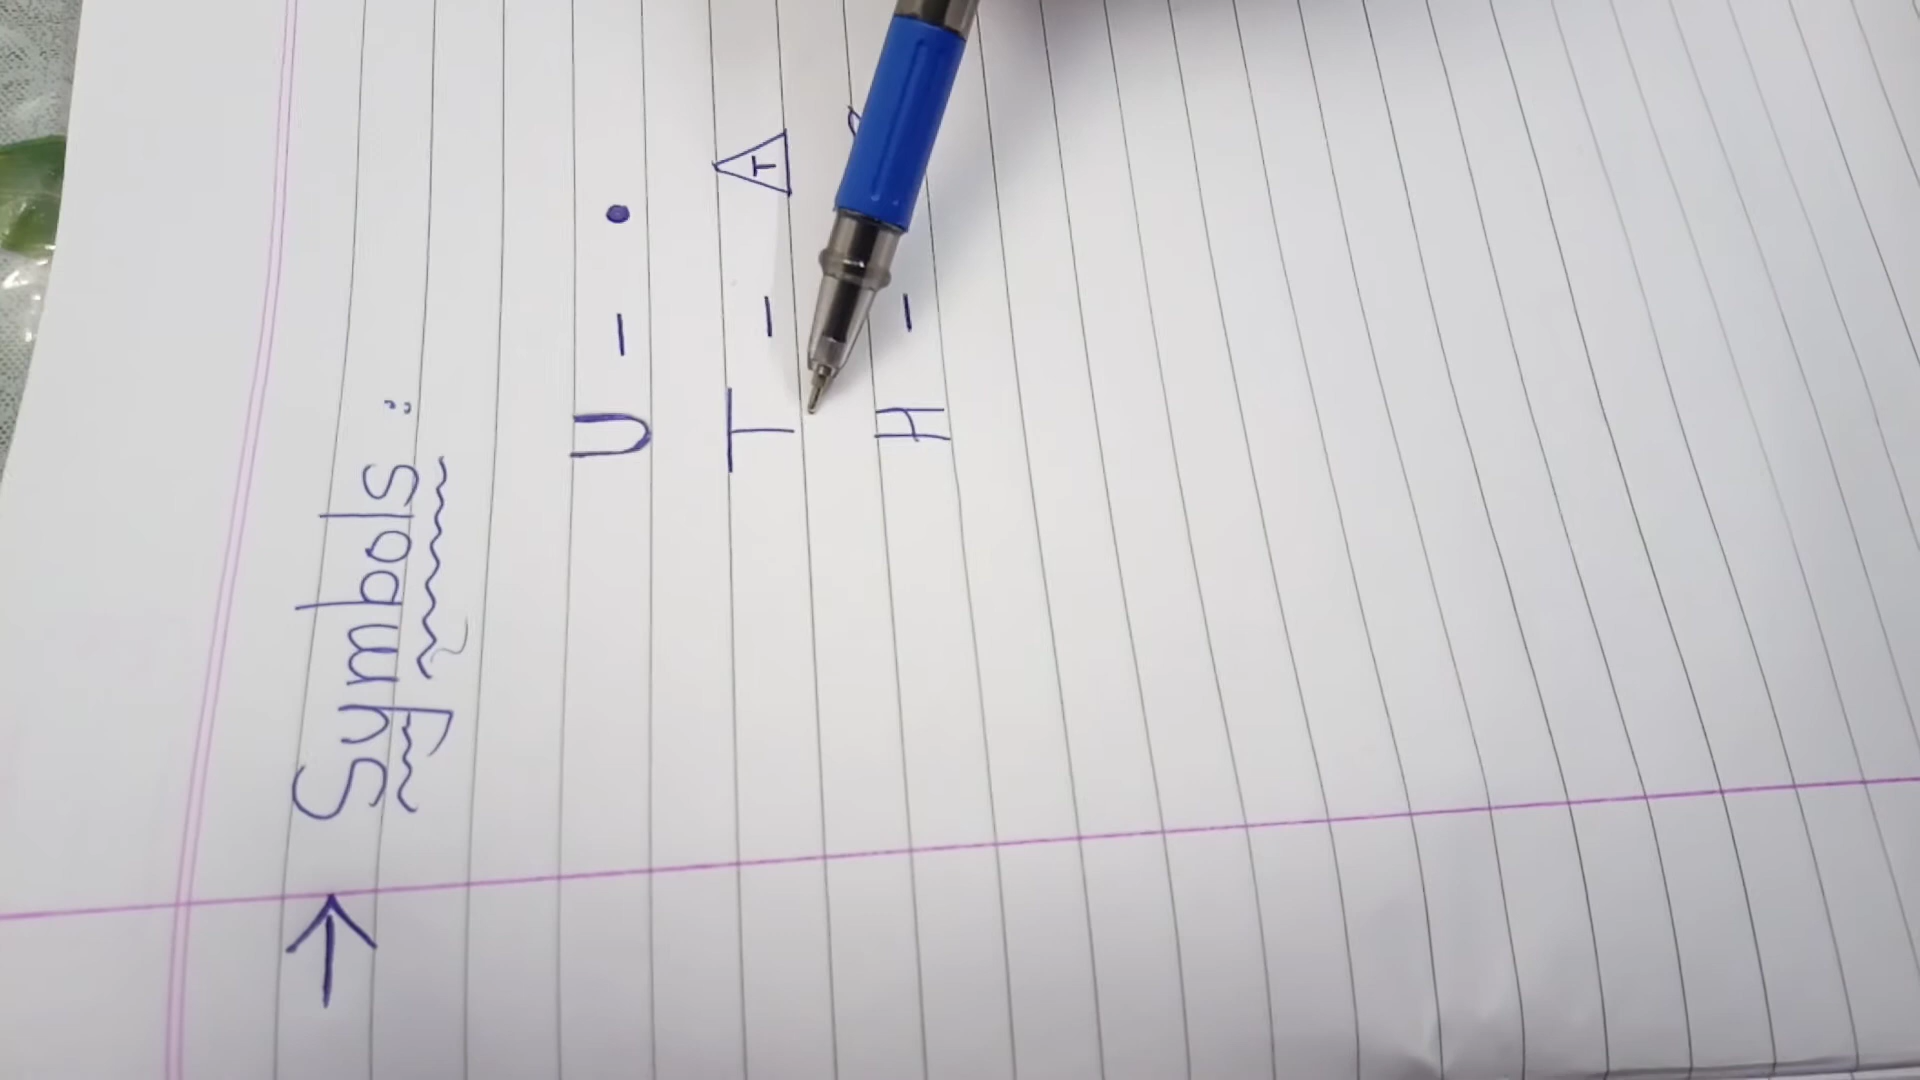 → Symbols :
U - •
T - T
H -